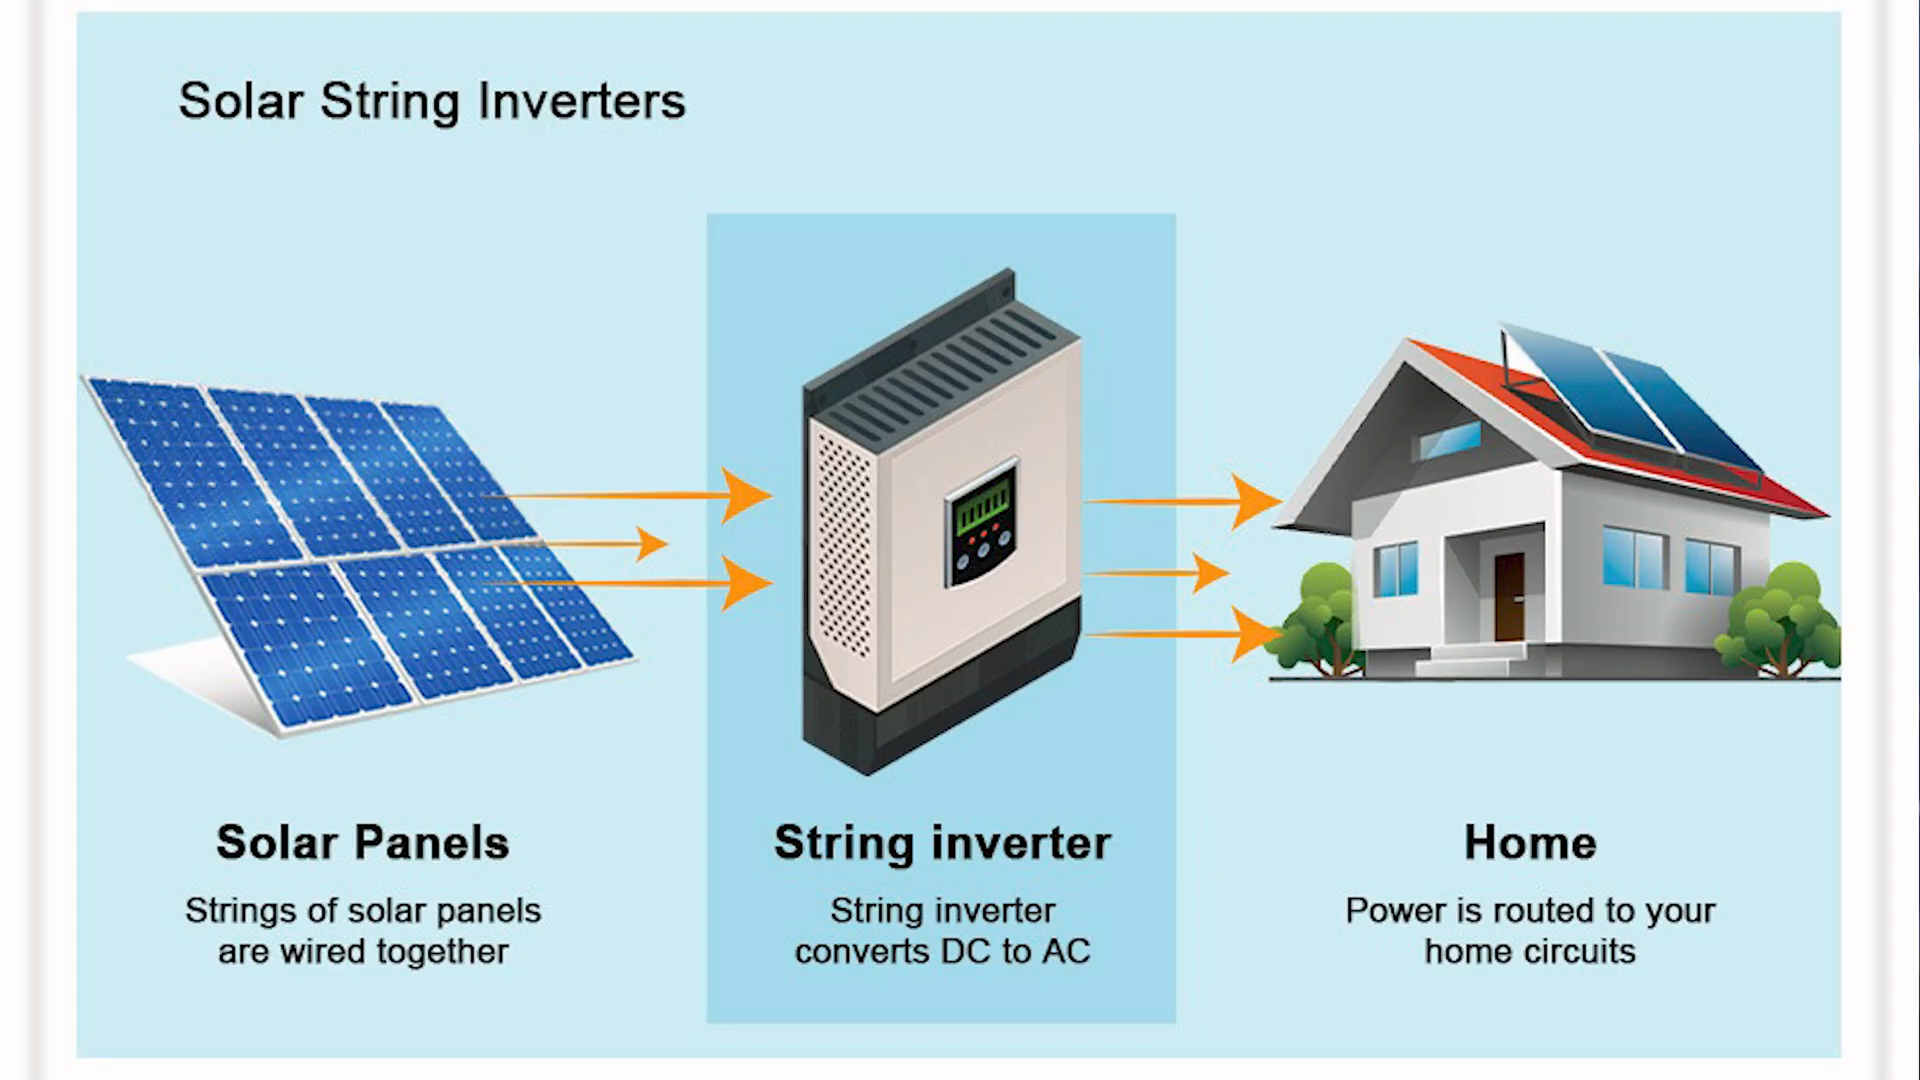 Solar String Inverters
Solar Panels
Strings of solar panels
are wired together
String inverter
String inverter
converts DC to AC
Home
Power is routed to your
home circuits